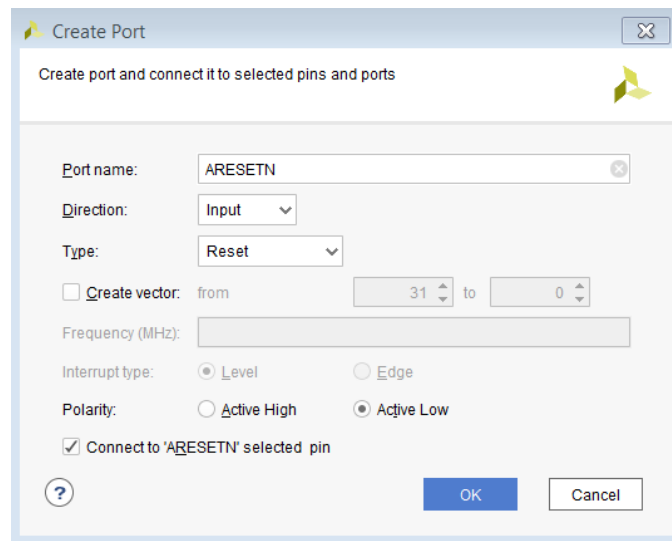 Create Port
Create port and connect it to selected pins and ports
Port name: ARESETN
Direction: Input
Type: Reset
Create vector: from 31 to 0
Frequency (MHz):
Interrupt type: Level Edge
Polarity: Active High Active Low
Connect to 'ARESETN' selected pin
? OK Cancel